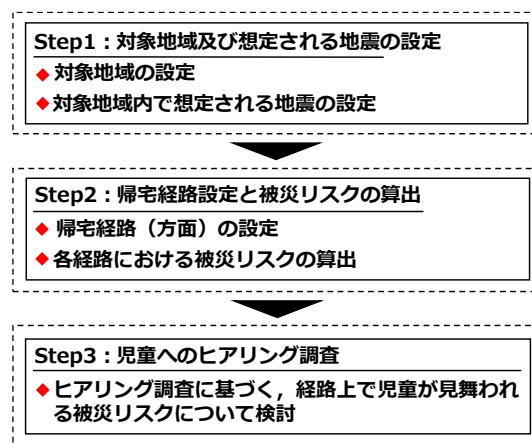 Step1：対象地域及び想定される地震の設定
◆対象地域の設定
◆対象地域内で想定される地震の設定
Step2：帰宅経路設定と被災リスクの算出
◆帰宅経路（方面）の設定
◆各経路における被災リスクの算出
Step3：児童へのヒアリング調査
◆ヒアリング調査に基づく，経路上で児童が見舞われ
る被災リスクについて検討